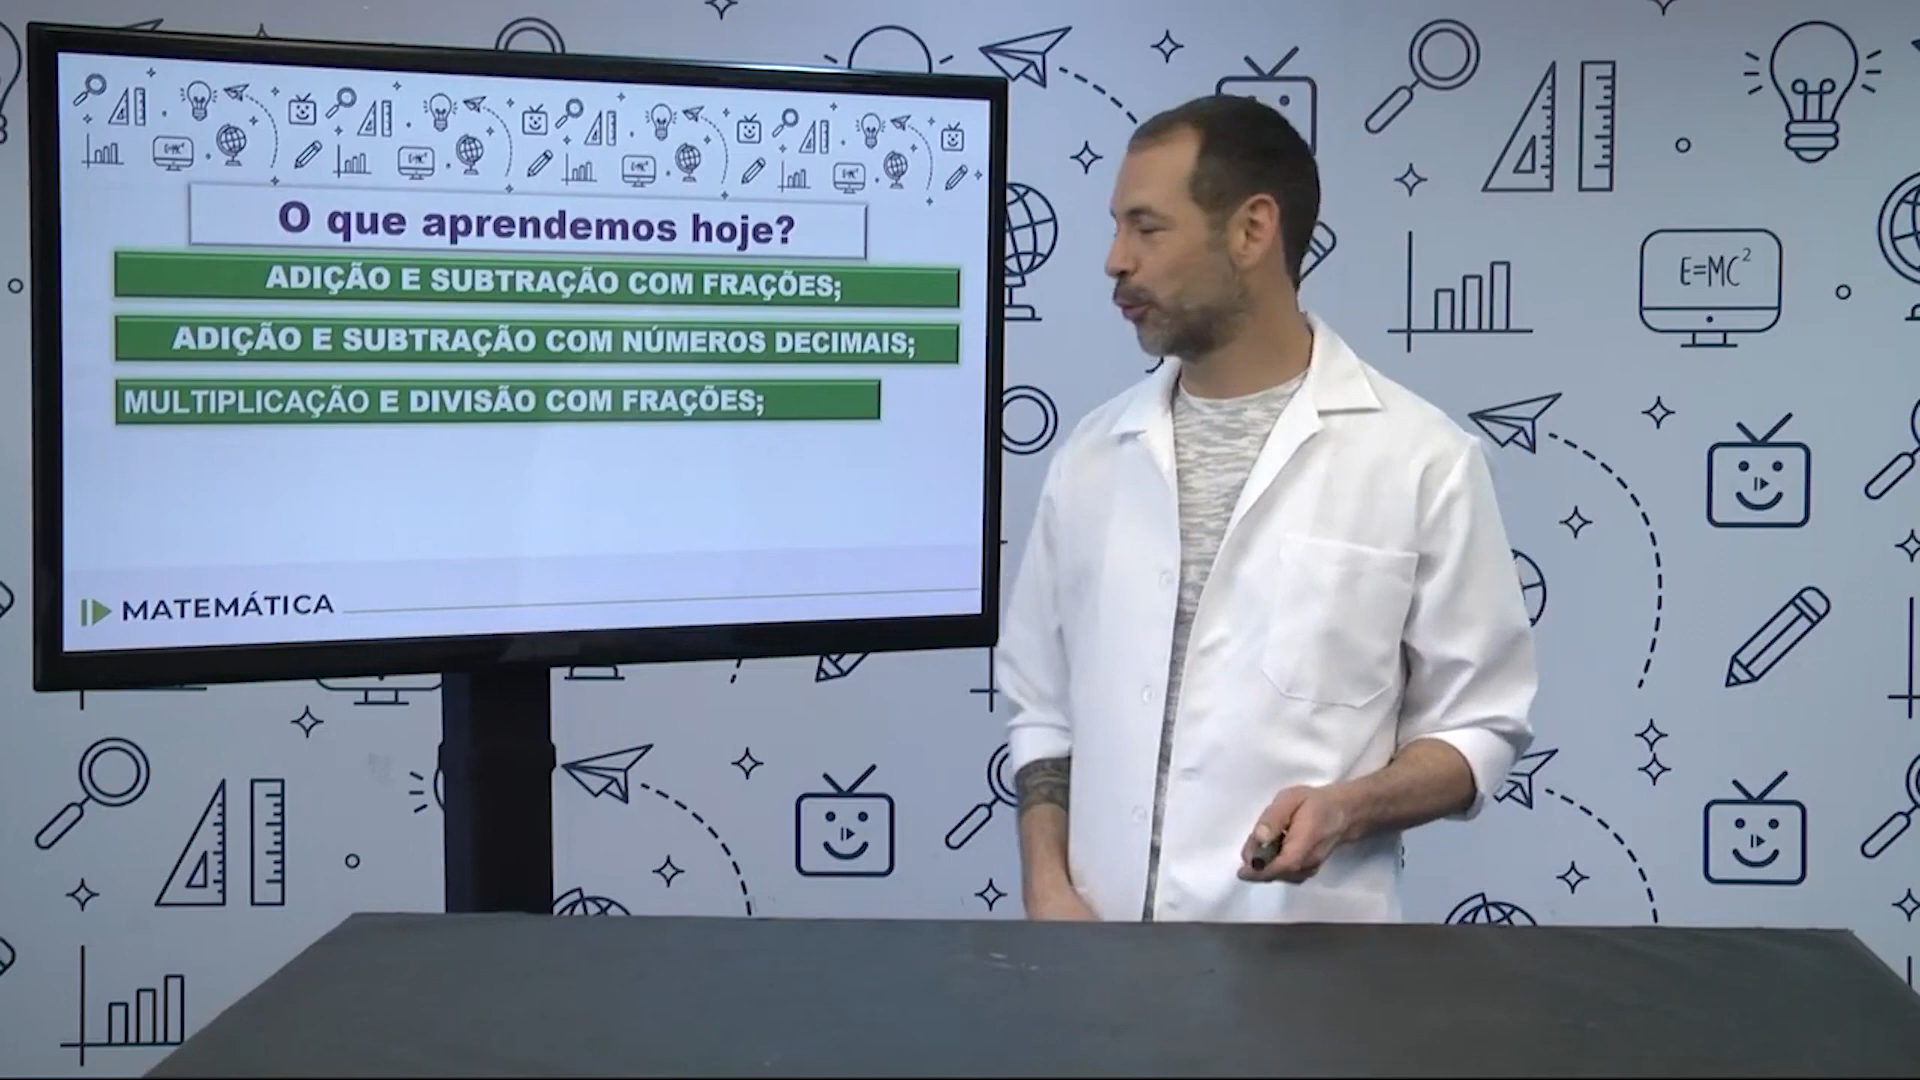 O que aprendemos hoje?
ADIÇÃO E SUBTRAÇÃO COM FRAÇÕES;
ADIÇÃO E SUBTRAÇÃO COM NÚMEROS DECIMAIS;
MULTIPLICAÇÃO E DIVISÃO COM FRAÇÕES;
MATEMÁTICA
E=MC²